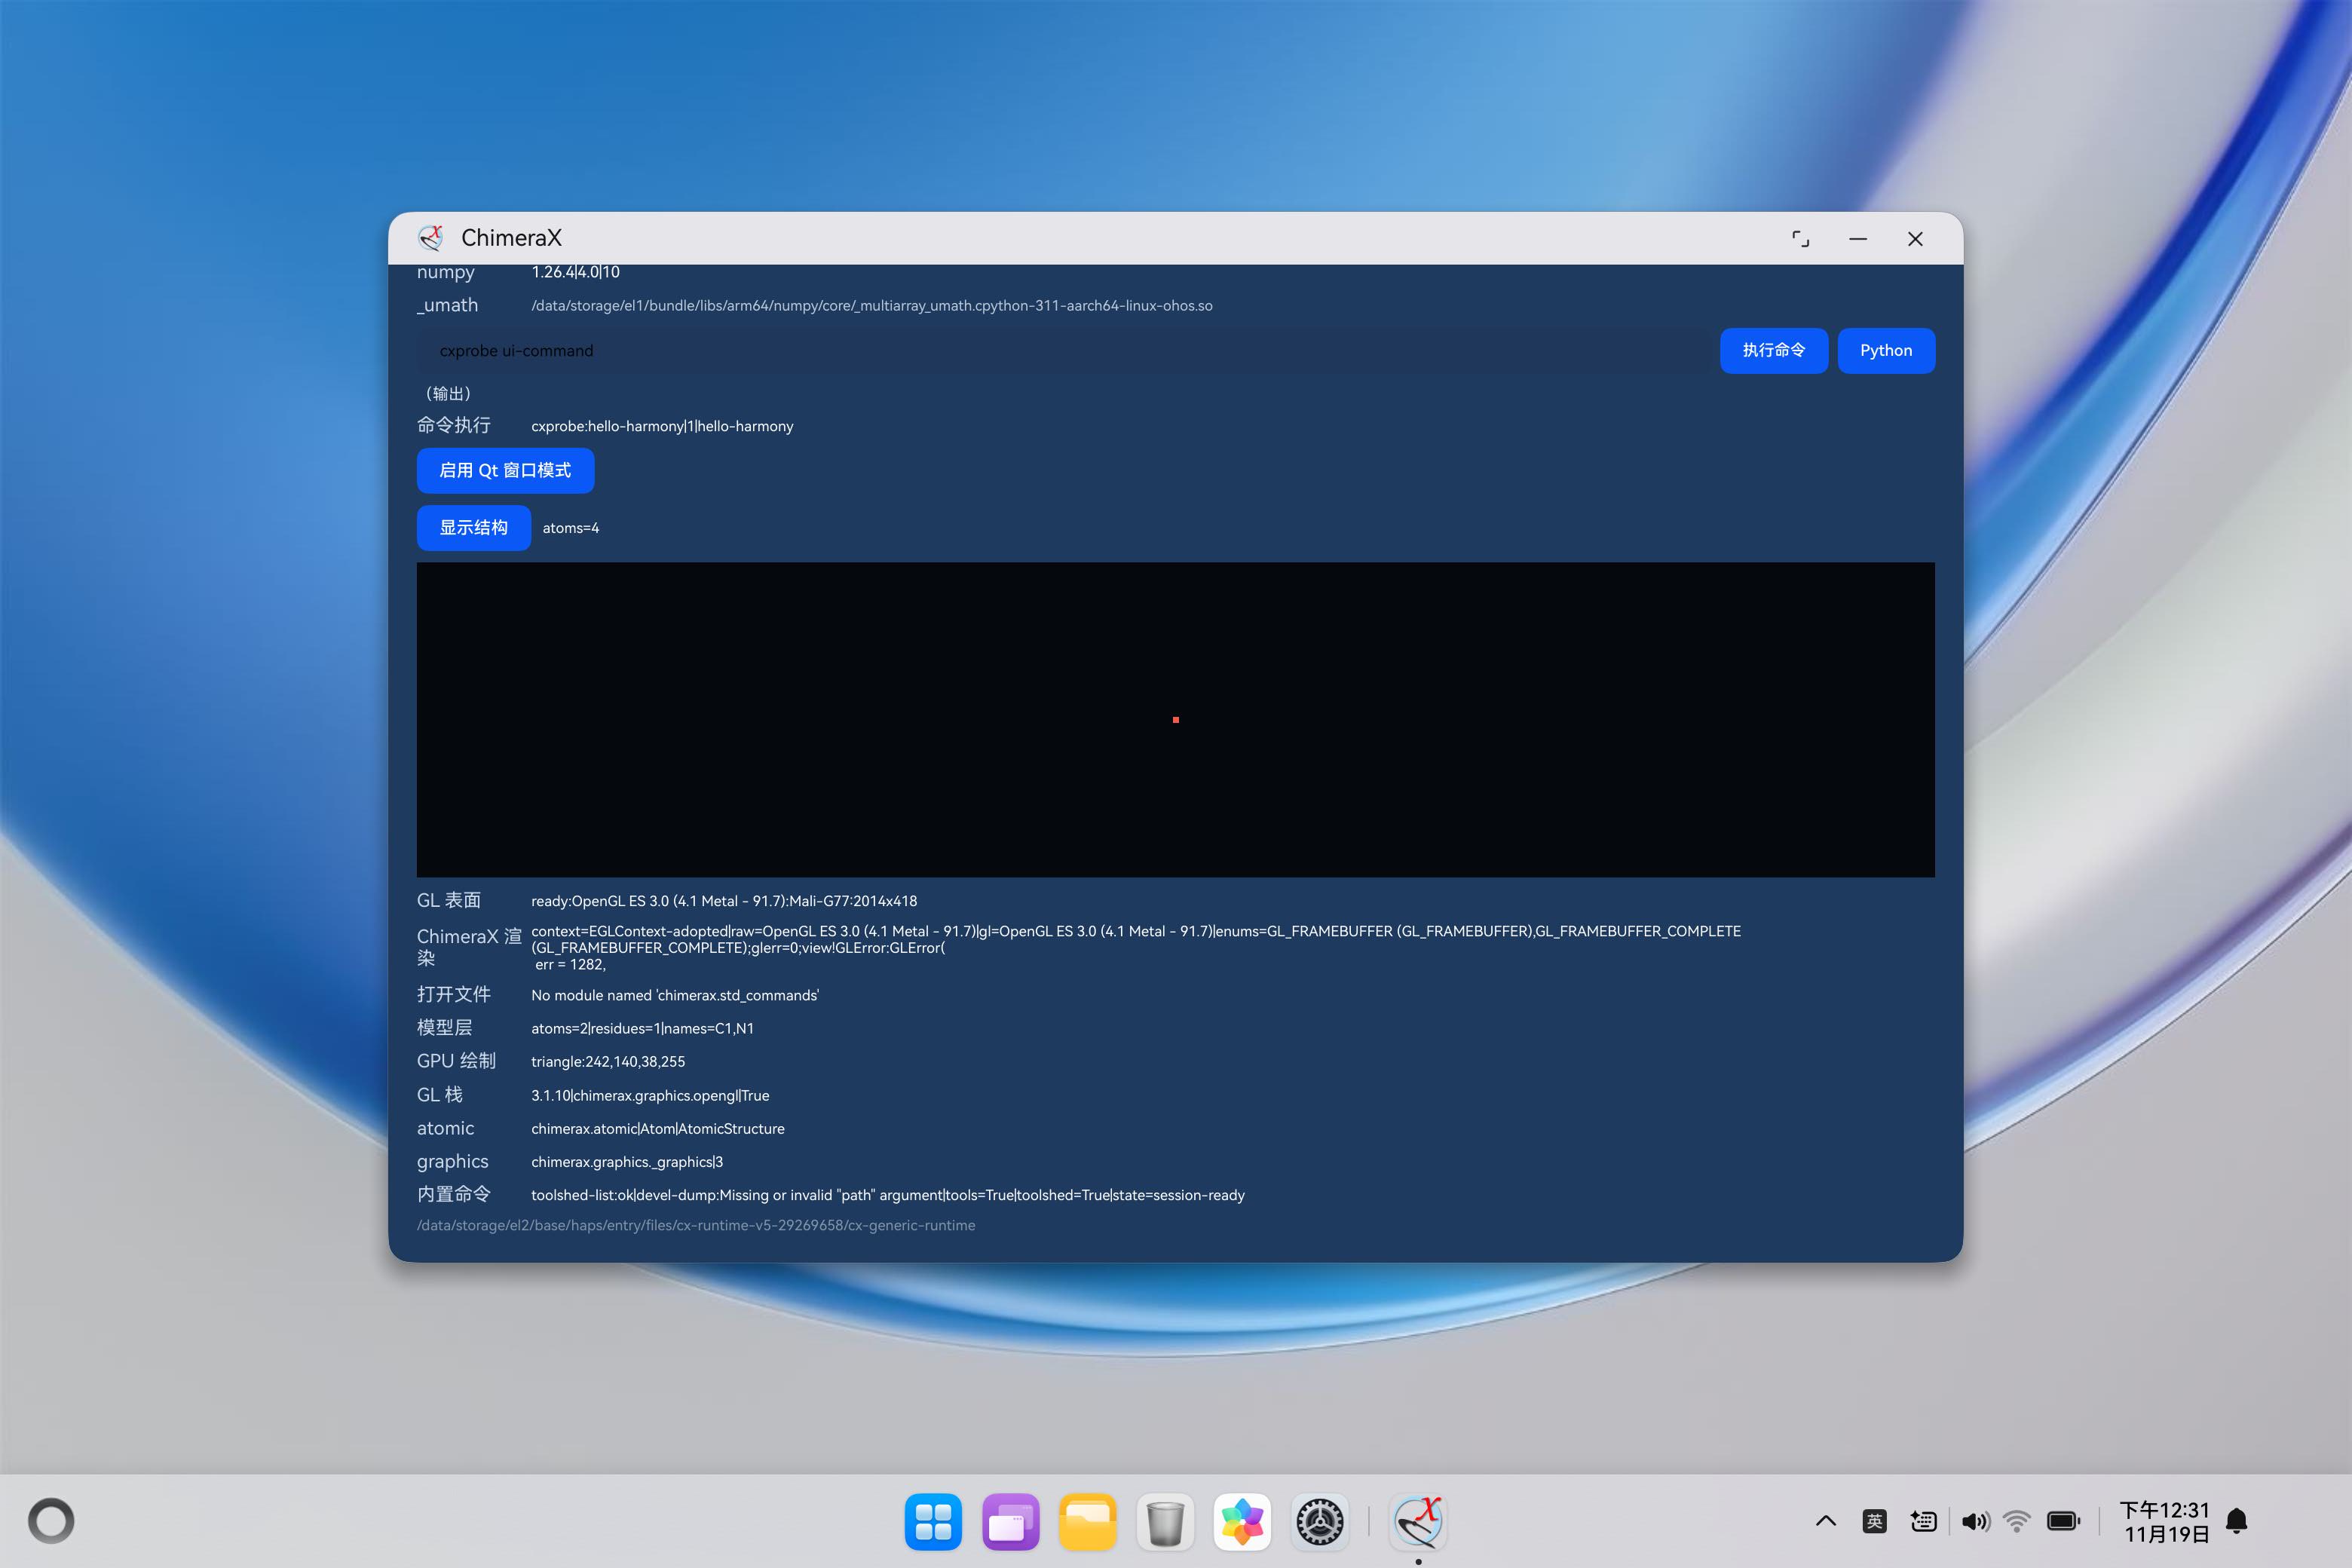 ChimeraX
numpy 1.26.4|4.0|10
_umath /data/storage/el1/bundle/libs/arm64/numpy/core/_multiarray_umath.cpython-311-aarch64-linux-ohos.so
cxprobe ui-command 执行命令 Python
（输出）
命令执行 cxprobe:hello-harmony|1|hello-harmony
启用 Qt 窗口模式
显示结构 atoms=4
GL 表面 ready:OpenGL ES 3.0 (4.1 Metal - 91.7):Mali-G77:2014x418
ChimeraX 渲
染
context=EGLContext-adopted|raw=OpenGL ES 3.0 (4.1 Metal - 91.7)|gl=OpenGL ES 3.0 (4.1 Metal - 91.7)|enums=GL_FRAMEBUFFER (GL_FRAMEBUFFER),GL_FRAMEBUFFER_COMPLETE
(GL_FRAMEBUFFER_COMPLETE);glerr=0;view!GLError:GLError(
err = 1282,
打开文件 No module named 'chimerax.std_commands'
模型层 atoms=2|residues=1|names=C1,N1
GPU 绘制 triangle:242,140,38,255
GL 栈 3.1.10|chimerax.graphics.opengl|True
atomic chimerax.atomic|Atom|AtomicStructure
graphics chimerax.graphics._graphics|3
内置命令 toolshed-list:ok|devel-dump:Missing or invalid "path" argument|tools=True|toolshed=True|state=session-ready
/data/storage/el2/base/haps/entry/files/cx-runtime-v5-29269658/cx-generic-runtime
英
下午12:31
11月19日